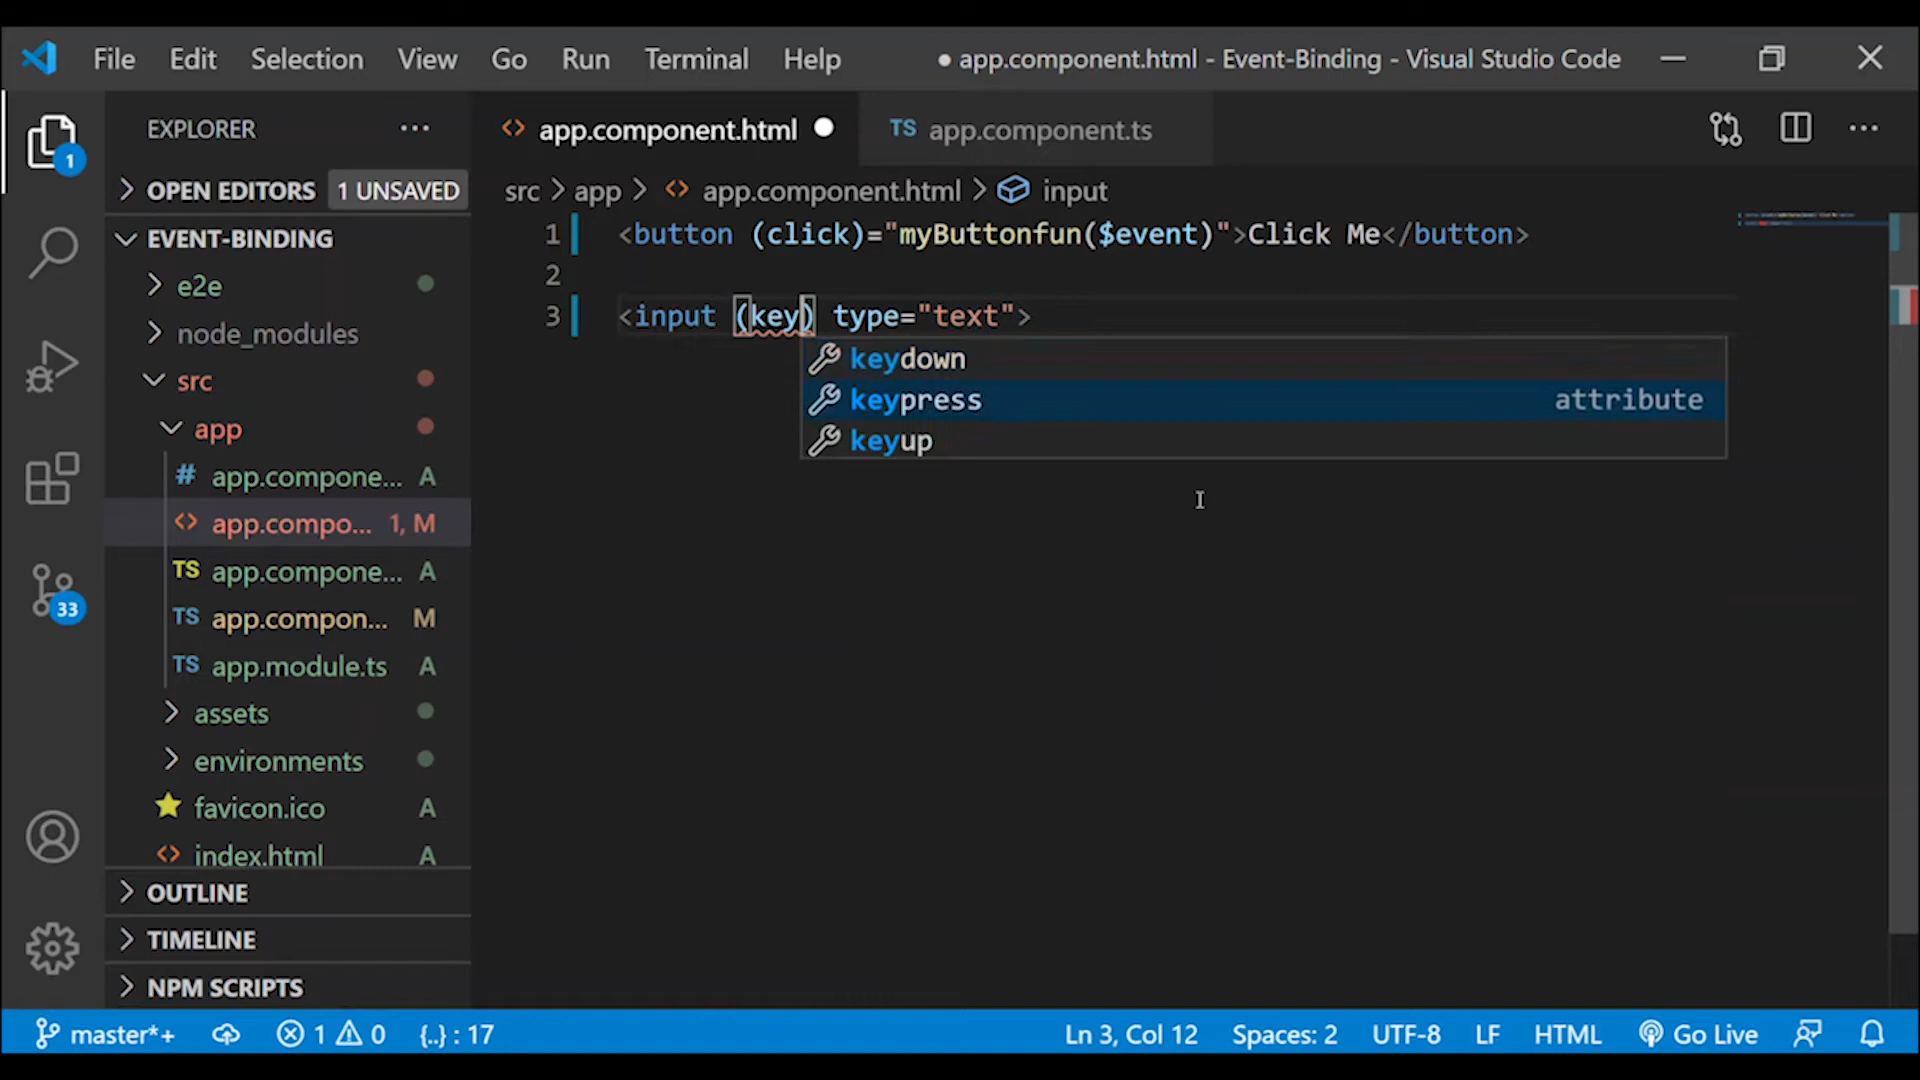 File Edit Selection View Go Run Terminal Help ● app.component.html - Event-Binding - Visual Studio Code
EXPLORER ···
<> app.component.html
TS app.component.ts
1
OPEN EDITORS 1 UNSAVED
src > app > <> app.component.html > input
EVENT-BINDING
e2e
node_modules
src
app
# app.compone... A
<> app.compo... 1, M
TS app.compone... A
TS app.compon... M
TS app.module.ts A
assets
environments
favicon.ico A
<> index.html A
OUTLINE
TIMELINE
NPM SCRIPTS
33
1 <button (click)="myButtonfun($event)">Click Me</button>
2
3 <input (key) type="text">
keydown
keypress attribute
keyup
master*+ 1 0 {..} : 17 Ln 3, Col 12 Spaces: 2 UTF-8 LF HTML Go Live